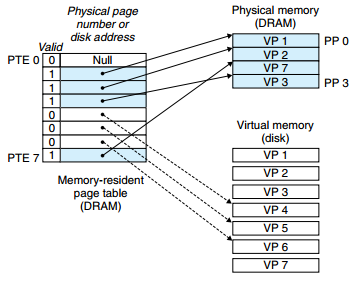 Physical page
number or
disk address
Valid
PTE 0
0
Null
1
1
1
0
0
0
PTE 7
1
Memory-resident
page table
(DRAM)
Physical memory
(DRAM)
VP 1
PP 0
VP 2
VP 7
VP 3
PP 3
Virtual memory
(disk)
VP 1
VP 2
VP 3
VP 4
VP 5
VP 6
VP 7